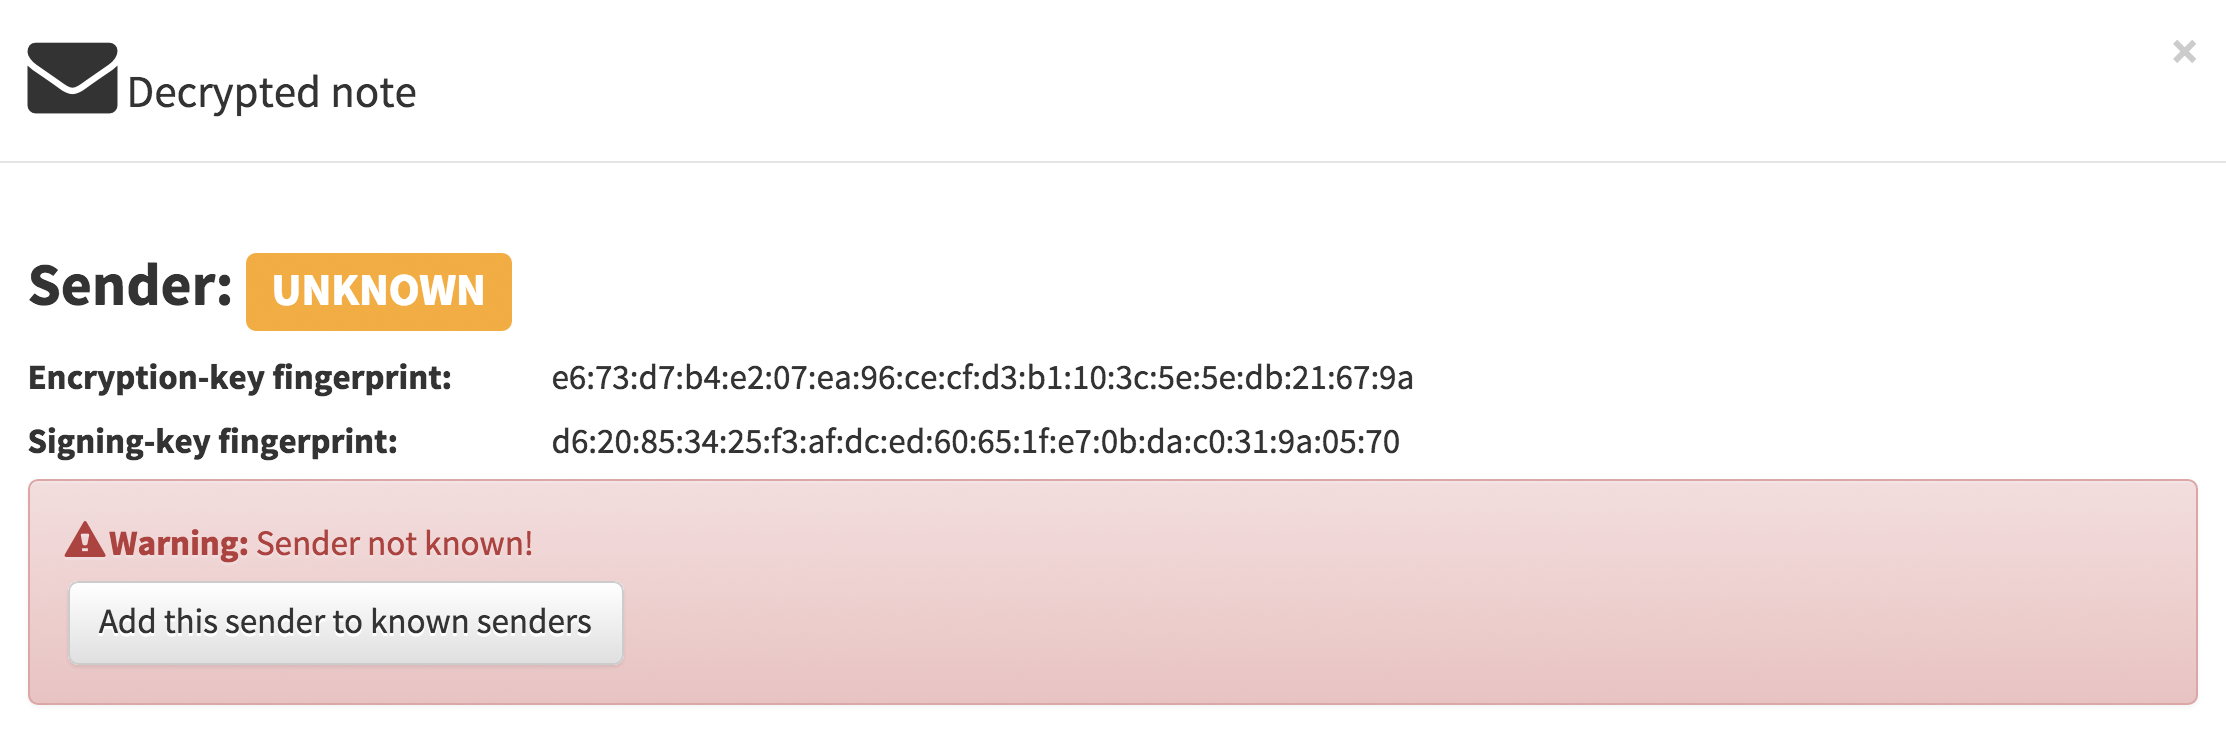 Decrypted note
Sender: UNKNOWN
Encryption-key fingerprint: e6:73:d7:b4:e2:07:ea:96:ce:cf:d3:b1:10:3c:5e:5e:db:21:67:9a
Signing-key fingerprint: d6:20:85:34:25:f3:af:dc:ed:60:65:1f:e7:0b:da:c0:31:9a:05:70
Warning: Sender not known!
Add this sender to known senders